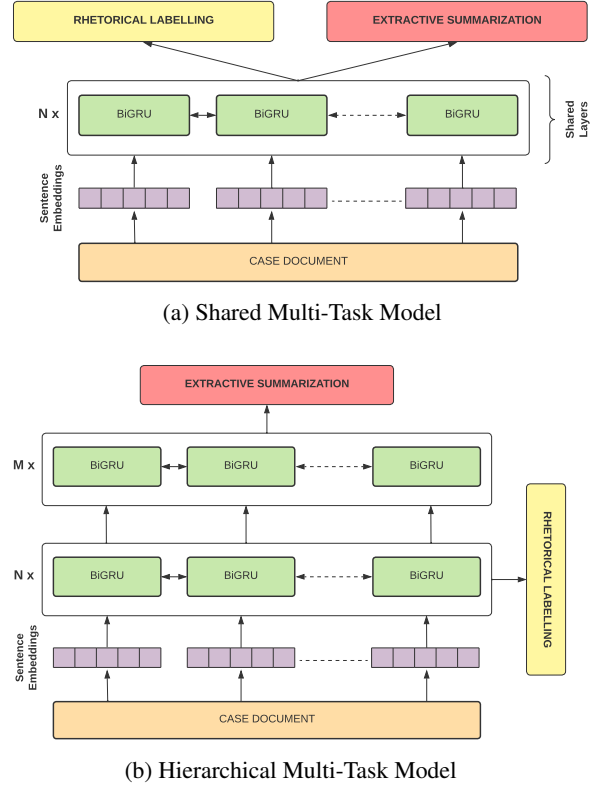 RHETORICAL LABELLING
EXTRACTIVE SUMMARIZATION
N x
BiGRU
BiGRU
BiGRU
Shared
Layers
Sentence
Embeddings
CASE DOCUMENT
(a) Shared Multi-Task Model
EXTRACTIVE SUMMARIZATION
M x
BiGRU
BiGRU
BiGRU
N x
BiGRU
BiGRU
BiGRU
RHETORICAL LABELLING
Sentence
Embeddings
CASE DOCUMENT
(b) Hierarchical Multi-Task Model